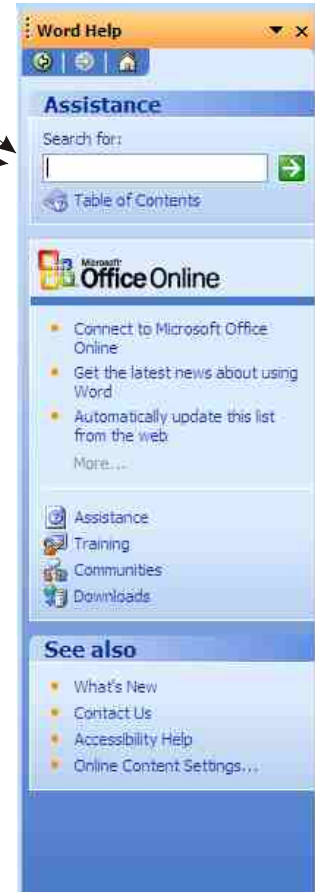 Word Help
Assistance
Search for:
Table of Contents
Microsoft
Office Online
Connect to Microsoft Office
Online
Get the latest news about using
Word
Automatically update this list
from the web
More...
Assistance
Training
Communities
Downloads
See also
What's New
Contact Us
Accessibility Help
Online Content Settings...